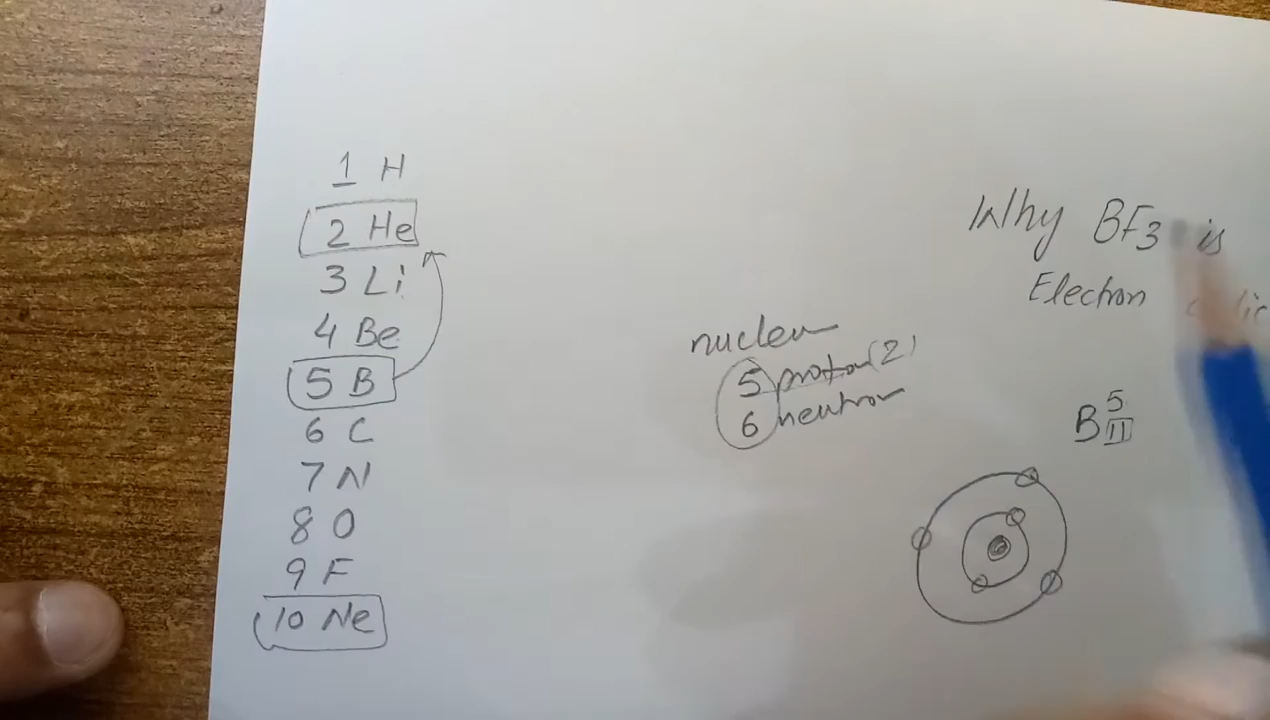 1 H
2 He
3 Li
4 Be
5 B
6 C
7 N
8 O
9 F
10 Ne
Why BF3 is
Electron
5 proton(2)
6 neutron
B 5
11